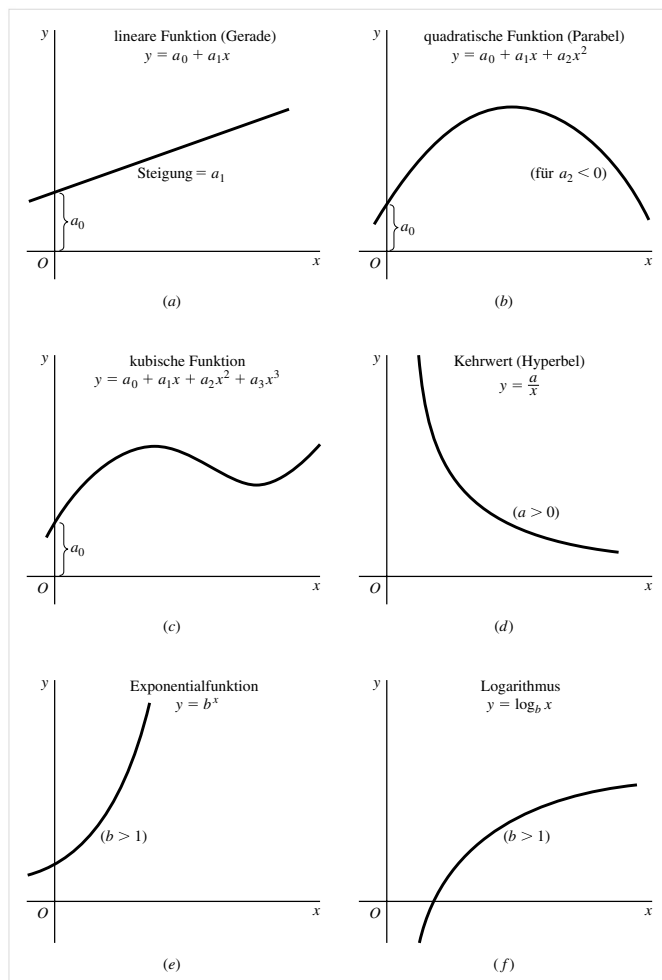 y
lineare Funktion (Gerade)
y = a₀ + a₁x
Steigung = a₁
a₀
O
x
(a)
y
quadratische Funktion (Parabel)
y = a₀ + a₁x + a₂x²
(für a₂ < 0)
a₀
O
x
(b)
y
kubische Funktion
y = a₀ + a₁x + a₂x² + a₃x³
a₀
O
x
(c)
y
Kehrwert (Hyperbel)
y = a/x
(a > 0)
O
x
(d)
y
Exponentialfunktion
y = bˣ
(b > 1)
O
x
(e)
y
Logarithmus
y = log_b x
(b > 1)
O
x
(f)